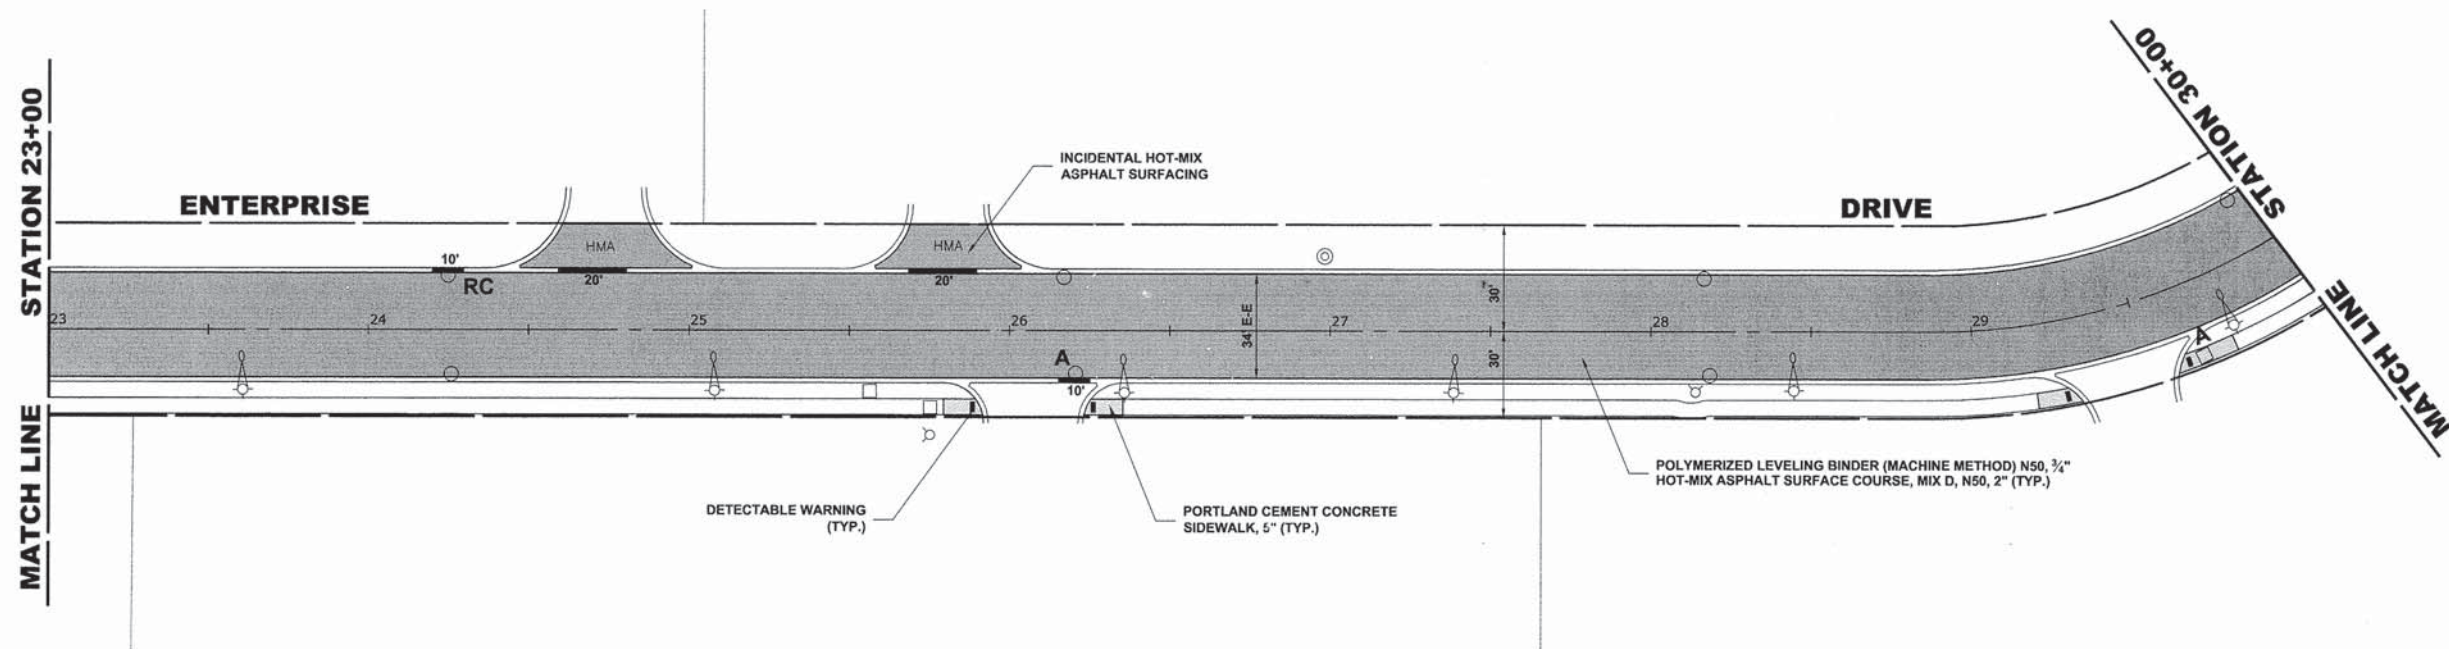 STATION 23+00
MATCH LINE
ENTERPRISE
DRIVE
INCIDENTAL HOT-MIX
ASPHALT SURFACING
HMA
HMA
10'
RC
20'
20'
23
24
25
26
27
28
29
34' E-E
30'
30'
A
10'
A
DETECTABLE WARNING
(TYP.)
PORTLAND CEMENT CONCRETE
SIDEWALK, 5" (TYP.)
POLYMERIZED LEVELING BINDER (MACHINE METHOD) N50, ¾"
HOT-MIX ASPHALT SURFACE COURSE, MIX D, N50, 2" (TYP.)
STATION 30+00
MATCH LINE